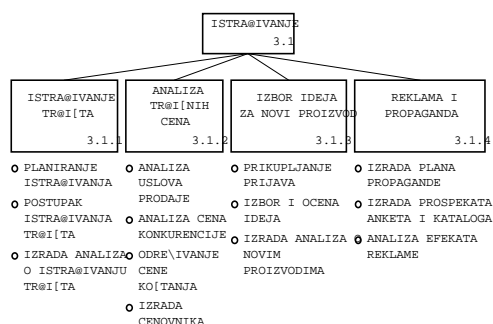 ISTRA@IVANJE
3.1
ISTRA@IVANJE
TR@I[TA
3.1.1
ANALIZA
TR@I[NIH
CENA
3.1.2
IZBOR IDEJA
ZA NOVI PROIZVOD
3.1.3
REKLAMA I
PROPAGANDA
3.1.4
PLANIRANJE
ISTRA@IVANJA
POSTUPAK
ISTRA@IVANJA
TR@I[TA
IZRADA ANALIZA
O ISTRA@IVANJU
TR@I[TA
ANALIZA
USLOVA
PRODAJE
ANALIZA CENA
KONKURENCIJE
ODRE\IVANJE
CENE
KO[TANJA
IZRADA
CENOVNIKA
PRIKUPLJANJE
PRIJAVA
IZBOR I OCENA
IDEJA
IZRADA ANALIZA O
NOVIM
PROIZVODIMA
IZRADA PLANA
PROPAGANDE
IZRADA PROSPEKATA
ANKETA I KATALOGA
ANALIZA EFEKATA
REKLAME